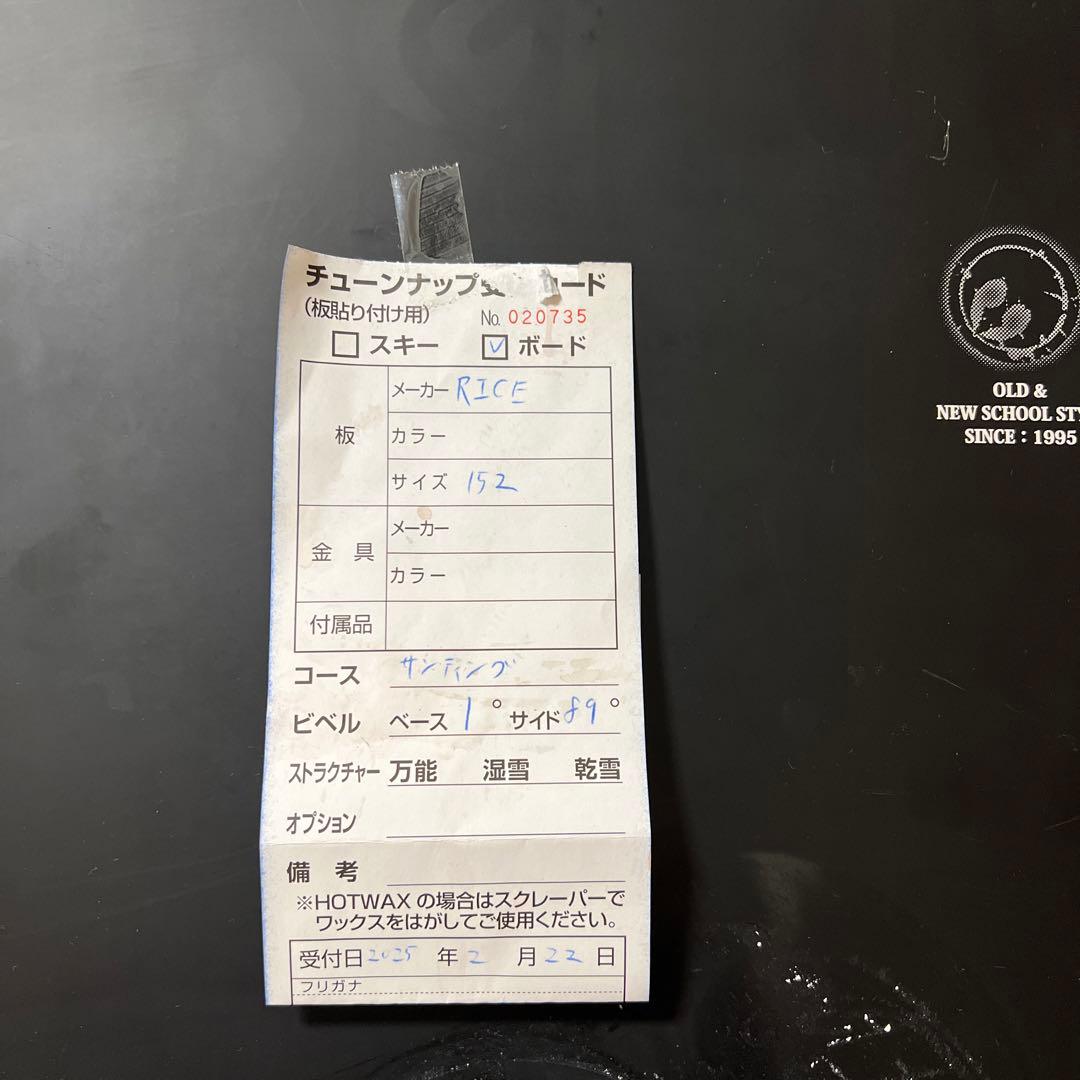 チューンナップ受 カード
(板貼り付け用) No. 020735
スキー ボード
板
メーカー RICE
カラー
サイズ 152
金具
メーカー
カラー
付属品
コース サンディング
ビベル ベース 1° サイド 89°
ストラクチャー 万能 湿雪 乾雪
オプション
備考
※HOTWAXの場合はスクレーパーで
ワックスをはがしてご使用ください。
受付日 2025 年 2 月 22 日
フリガナ
OLD &
NEW SCHOOL STY
SINCE : 1995